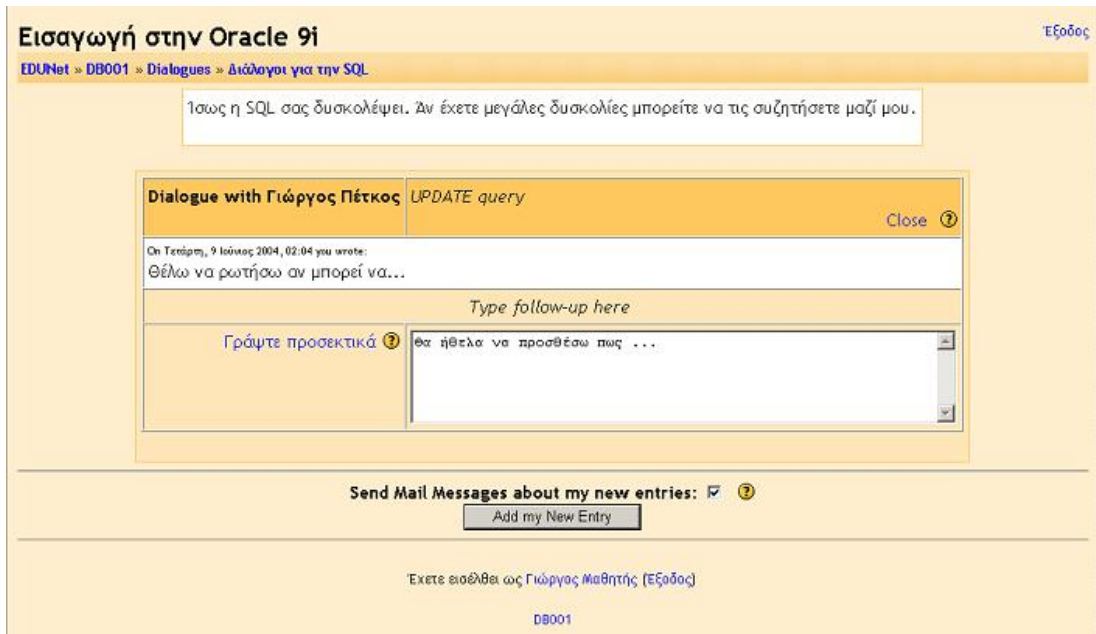 Εισαγωγή στην Oracle 9i
Έξοδος
EDUNet » DB001 » Dialogues » Διάλογοι για την SQL
Ίσως η SQL σας δυσκολέψει. Άν έχετε μεγάλες δυσκολίες μπορείτε να τις συζητήσετε μαζί μου.
Dialogue with Γιώργος Πέτκος UPDATE query
Close ?
On Τετάρτη, 9 Ιούνιος 2004, 02:04 you wrote:
Θέλω να ρωτήσω αν μπορεί να...
Type follow-up here
Γράψτε προσεκτικά ? Θα ήθελα να προσθέσω πως ...
Send Mail Messages about my new entries: ?
Add my New Entry
Έχετε εισέλθει ως Γιώργος Μαθητής (Έξοδος)
DB001